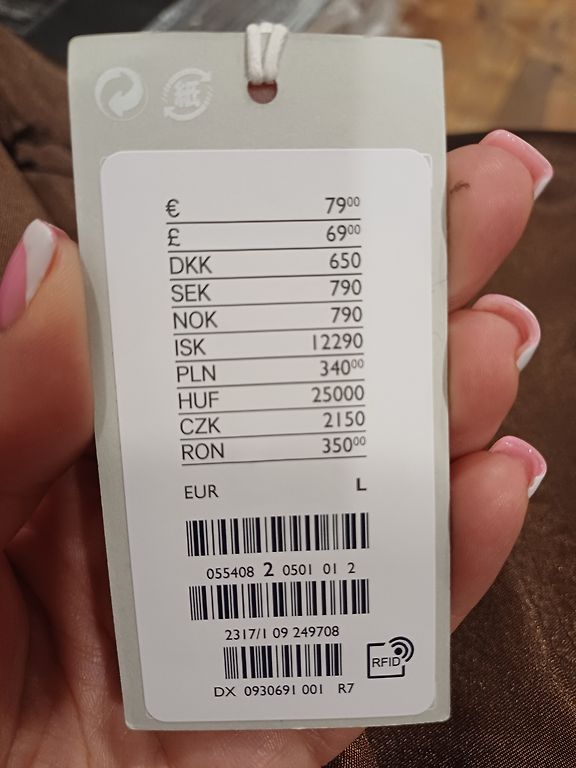 紙
€ 79⁰⁰
£ 69⁰⁰
DKK 650
SEK 790
NOK 790
ISK 12290
PLN 340⁰⁰
HUF 25000
CZK 2150
RON 350⁰⁰
EUR L
055408 2 0501 01 2
2317/1 09 249708
RFID
DX 0930691 001 R7